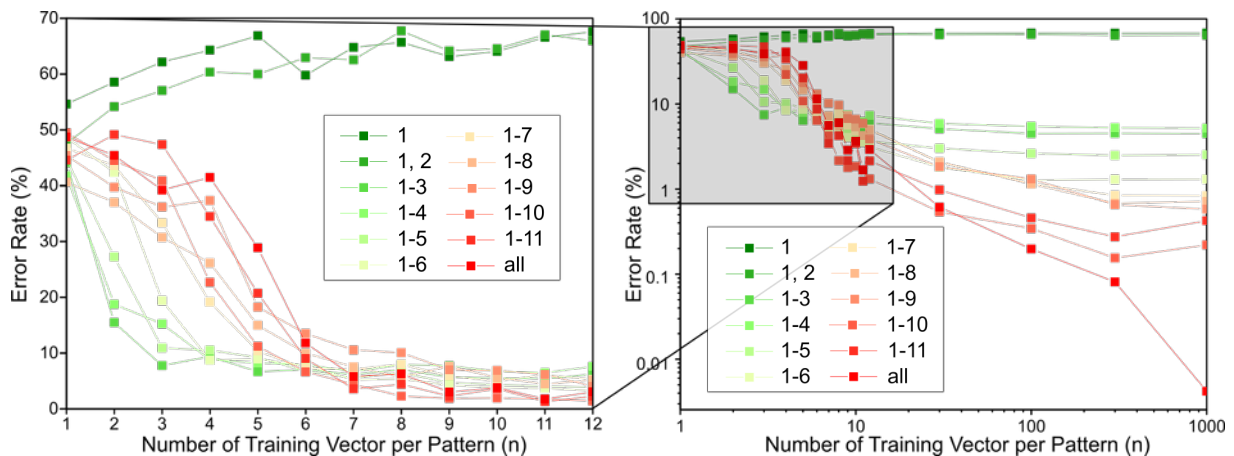 70
60
50
40
30
20
10
0
Error Rate (%)
1 2 3 4 5 6 7 8 9 10 11 12
Number of Training Vector per Pattern (n)
1 1-7
1, 2 1-8
1-3 1-9
1-4 1-10
1-5 1-11
1-6 all
100
10
1
0.1
0.01
Error Rate (%)
1 10 100 1000
Number of Training Vector per Pattern (n)
1 1-7
1, 2 1-8
1-3 1-9
1-4 1-10
1-5 1-11
1-6 all